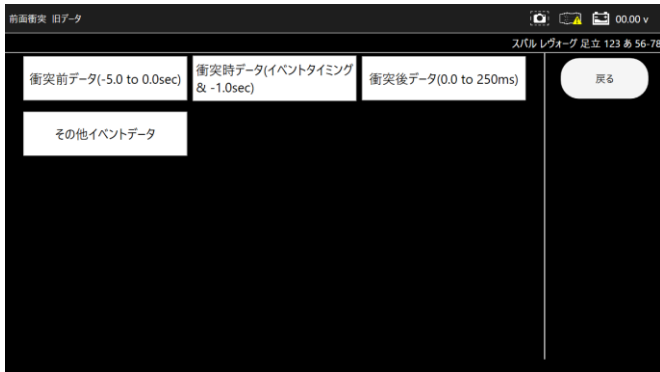 前面衝突 旧データ
00.00 v
スバル レヴォーグ 足立 123 あ 56-78
衝突前データ(-5.0 to 0.0sec)
衝突時データ(イベントタイミング
& -1.0sec)
衝突後データ(0.0 to 250ms)
戻る
その他イベントデータ